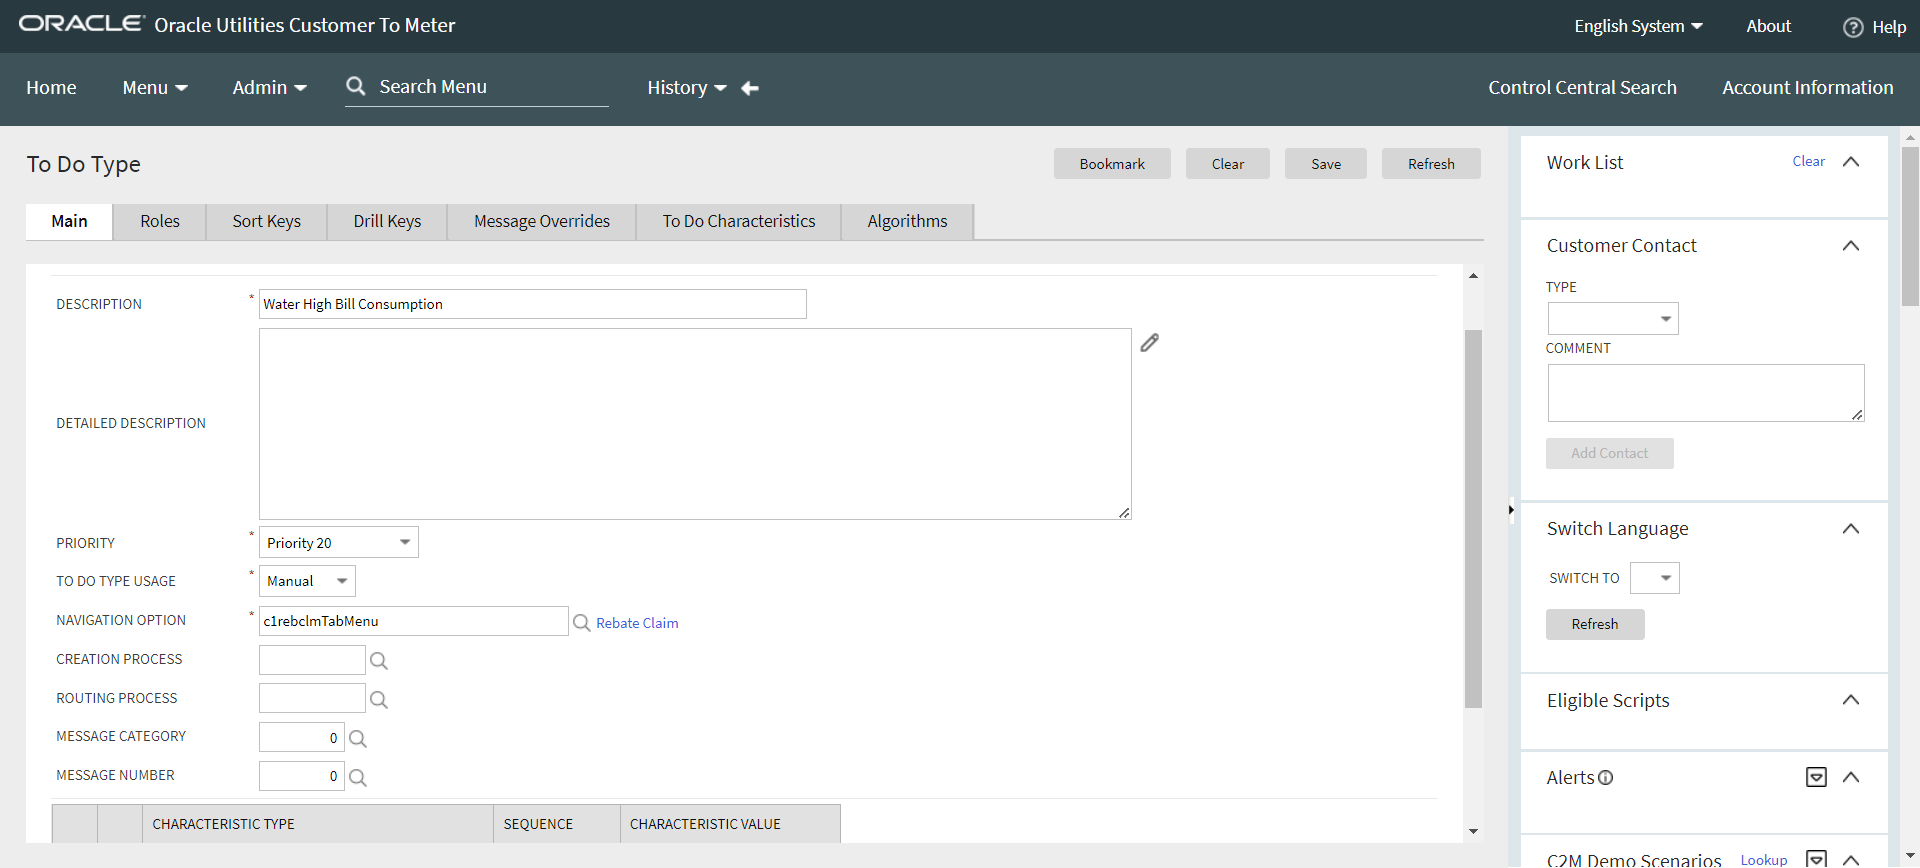 ORACLE Oracle Utilities Customer To Meter
English System About Help
Home Menu Admin Search Menu History Control Central Search Account Information
To Do Type
Bookmark Clear Save Refresh
Main Roles Sort Keys Drill Keys Message Overrides To Do Characteristics Algorithms
DESCRIPTION * Water High Bill Consumption
DETAILED DESCRIPTION
PRIORITY * Priority 20
TO DO TYPE USAGE * Manual
NAVIGATION OPTION * c1rebclmTabMenu Rebate Claim
CREATION PROCESS
ROUTING PROCESS
MESSAGE CATEGORY 0
MESSAGE NUMBER 0
CHARACTERISTIC TYPE SEQUENCE CHARACTERISTIC VALUE
Work List Clear
Customer Contact
TYPE
COMMENT
Add Contact
Switch Language
SWITCH TO
Refresh
Eligible Scripts
Alerts
C2M Demo Scenarios Lookup